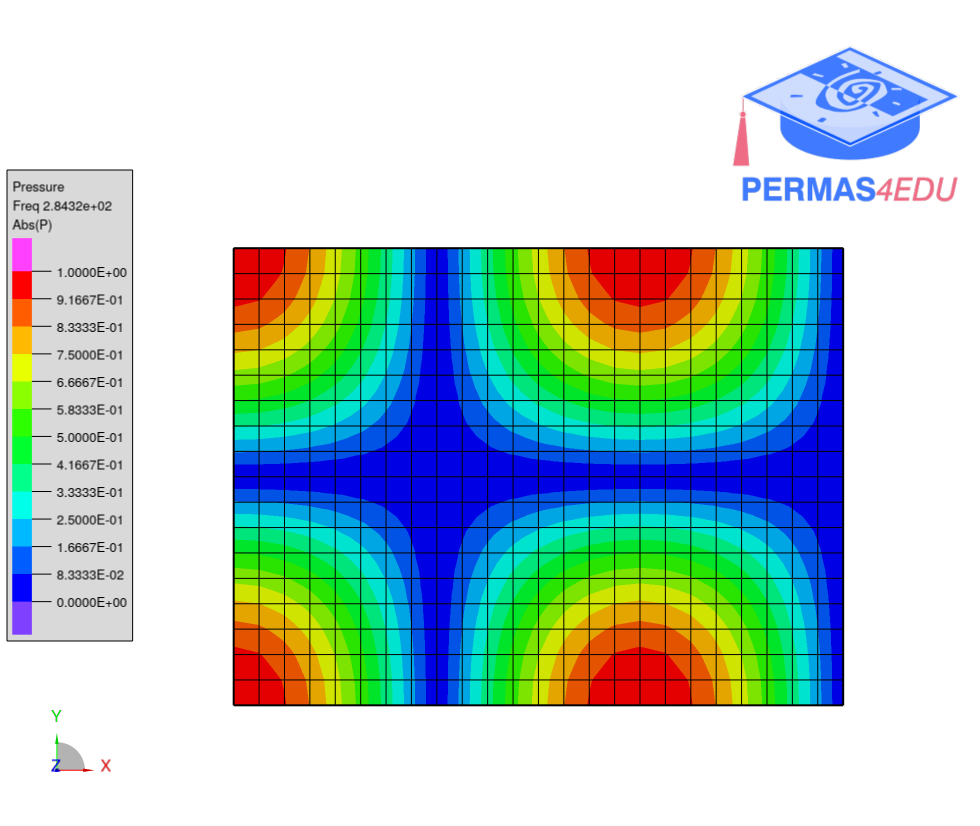 PERMAS4EDU
Pressure
Freq 2.8432e+02
Abs(P)
1.0000E+00
9.1667E-01
8.3333E-01
7.5000E-01
6.6667E-01
5.8333E-01
5.0000E-01
4.1667E-01
3.3333E-01
2.5000E-01
1.6667E-01
8.3333E-02
0.0000E+00
Y
Z X